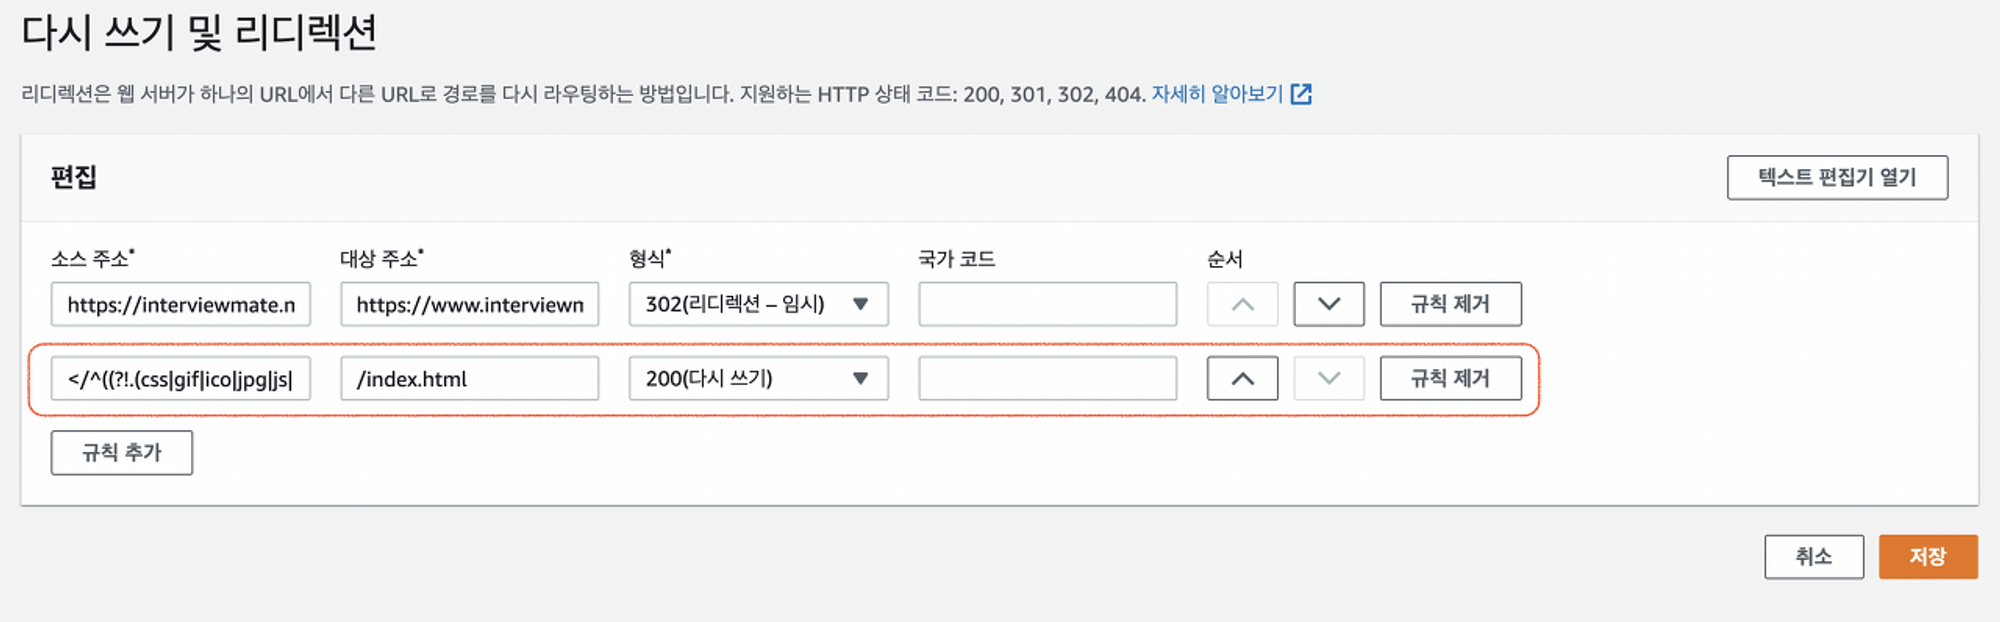 다시 쓰기 및 리디렉션
리디렉션은 웹 서버가 하나의 URL에서 다른 URL로 경로를 다시 라우팅하는 방법입니다. 지원하는 HTTP 상태 코드: 200, 301, 302, 404. 자세히 알아보기
편집
텍스트 편집기 열기
소스 주소* 대상 주소* 형식* 국가 코드 순서
https://interviewmate.n https://www.interviewn 302(리디렉션 – 임시) 규칙 제거
</^((?!.(css|gif|ico|jpg|js| /index.html 200(다시 쓰기) 규칙 제거
규칙 추가
취소 저장